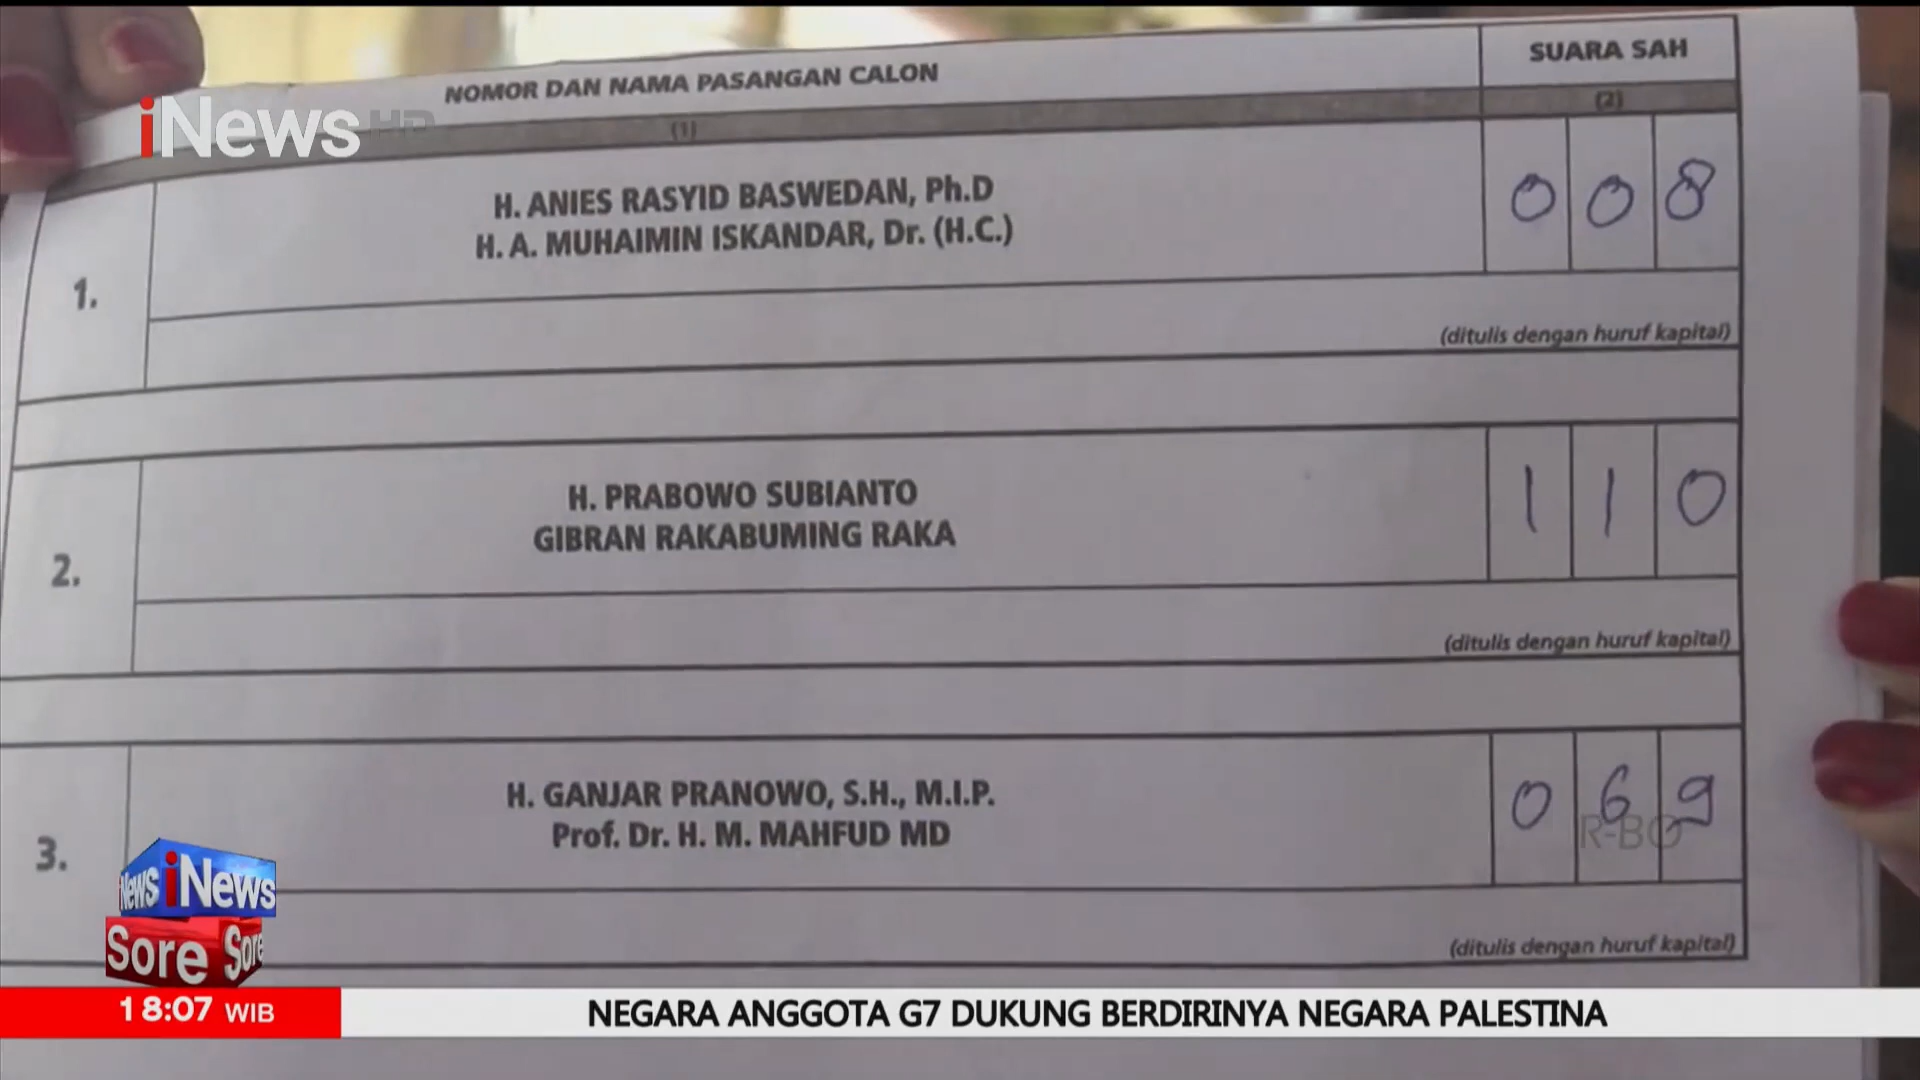 NOMOR DAN NAMA PASANGAN CALON
SUARA SAH
iNews HD
(1)
(2)
1.
H. ANIES RASYID BASWEDAN, Ph.D
H. A. MUHAIMIN ISKANDAR, Dr. (H.C.)
0 0 8
(ditulis dengan huruf kapital)
2.
H. PRABOWO SUBIANTO
GIBRAN RAKABUMING RAKA
1 1 0
(ditulis dengan huruf kapital)
3.
H. GANJAR PRANOWO, S.H., M.I.P.
Prof. Dr. H. M. MAHFUD MD
0 6 9
R-BO
(ditulis dengan huruf kapital)
News iNews
Sore Sore
18:07 WIB
NEGARA ANGGOTA G7 DUKUNG BERDIRINYA NEGARA PALESTINA